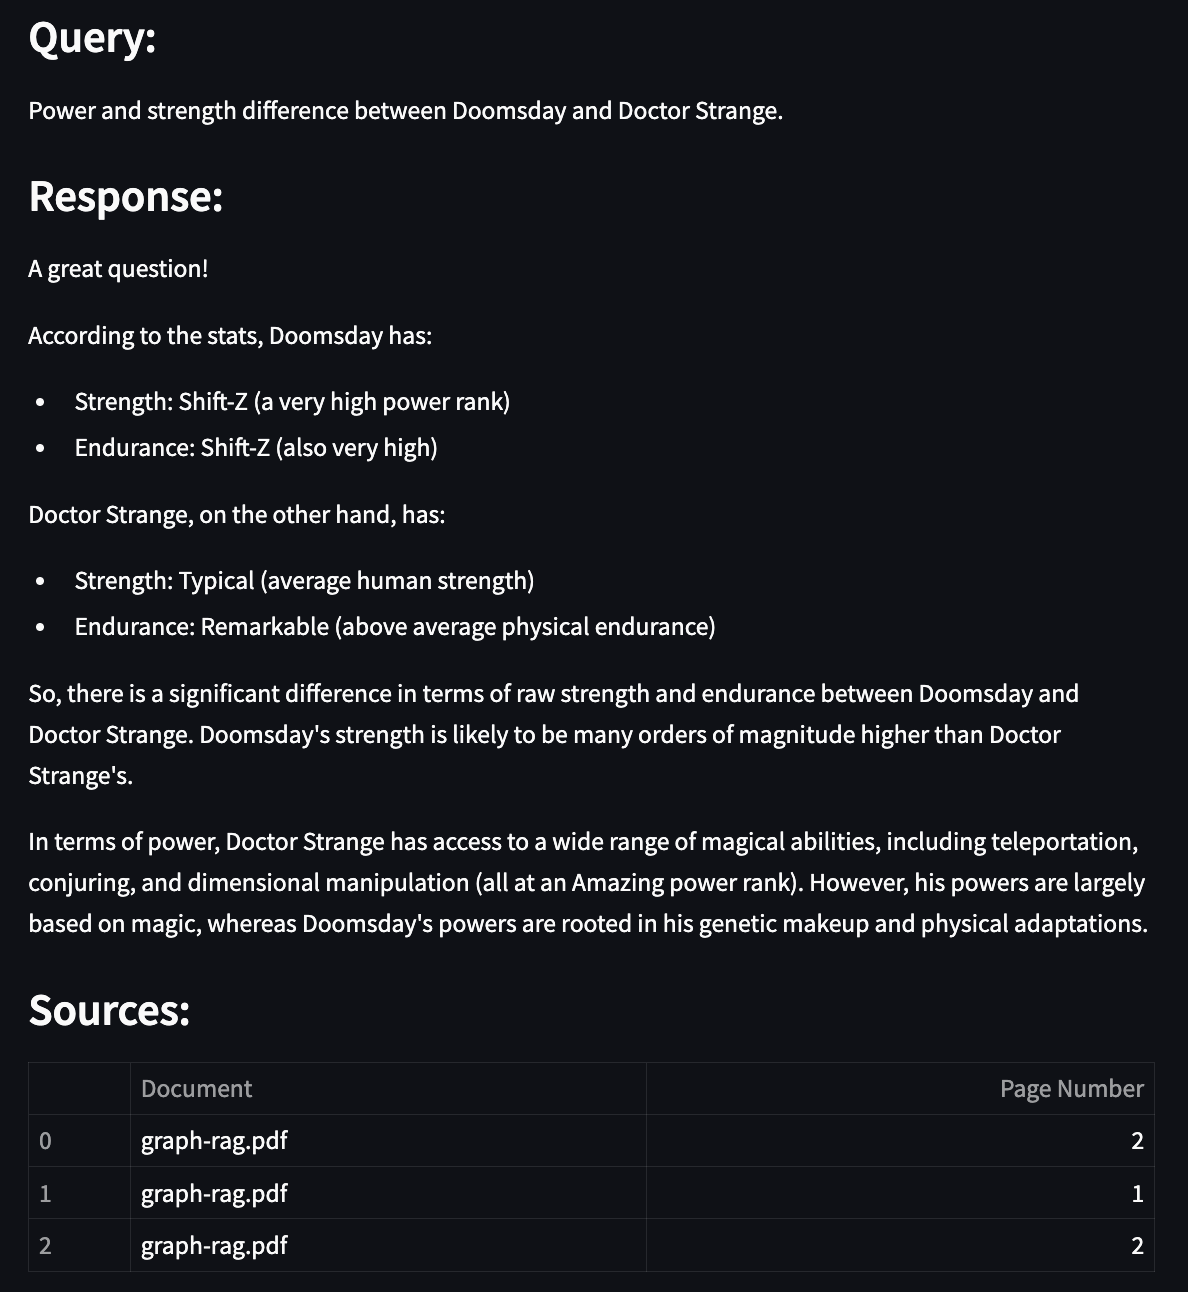 Query:
Power and strength difference between Doomsday and Doctor Strange.
Response:
A great question!
According to the stats, Doomsday has:
• Strength: Shift-Z (a very high power rank)
• Endurance: Shift-Z (also very high)
Doctor Strange, on the other hand, has:
• Strength: Typical (average human strength)
• Endurance: Remarkable (above average physical endurance)
So, there is a significant difference in terms of raw strength and endurance between Doomsday and
Doctor Strange. Doomsday's strength is likely to be many orders of magnitude higher than Doctor
Strange's.
In terms of power, Doctor Strange has access to a wide range of magical abilities, including teleportation,
conjuring, and dimensional manipulation (all at an Amazing power rank). However, his powers are largely
based on magic, whereas Doomsday's powers are rooted in his genetic makeup and physical adaptations.
Sources:
Document Page Number
0 graph-rag.pdf 2
1 graph-rag.pdf 1
2 graph-rag.pdf 2